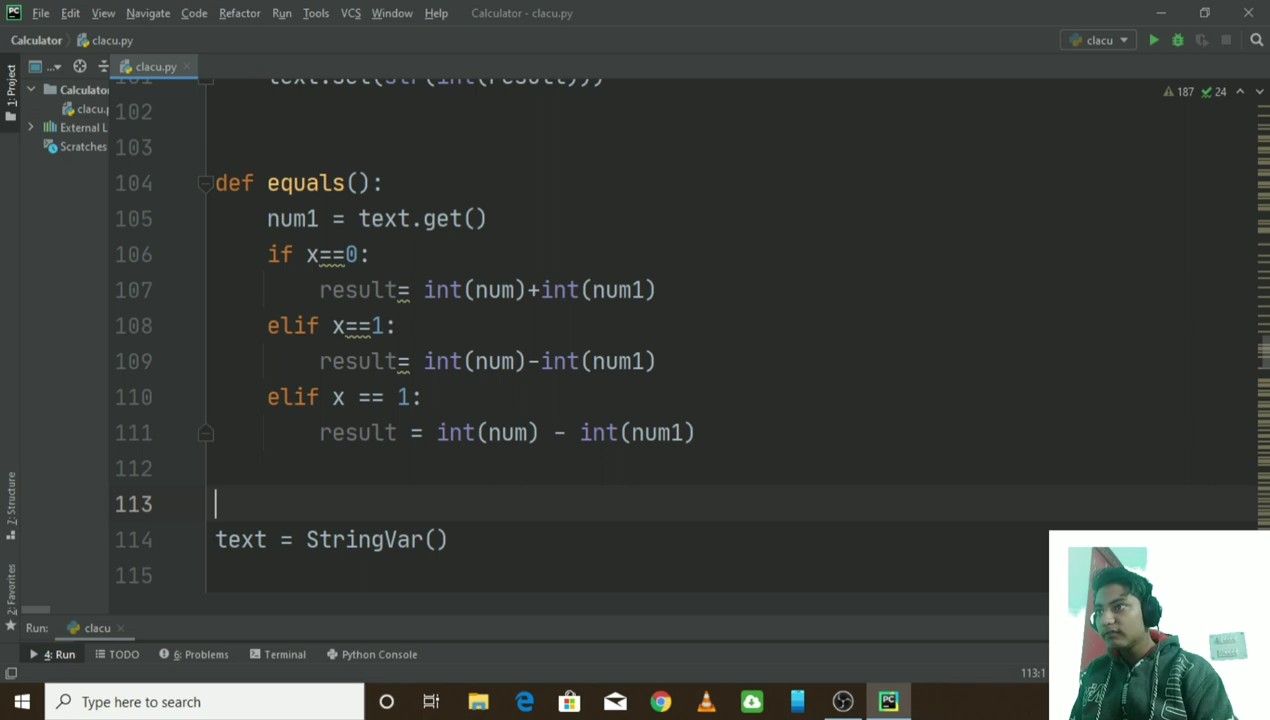 File Edit View Navigate Code Refactor Run Tools VCS Window Help Calculator - clacu.py
Calculator clacu.py clacu
1: Project ... clacu.py
Calculator
clacu.p
External L
Scratches
187 24
101 text.set(str(int(result)))
102
103
104 def equals():
105 num1 = text.get()
106 if x==0:
107 result= int(num)+int(num1)
108 elif x==1:
109 result= int(num)-int(num1)
110 elif x == 1:
111 result = int(num) - int(num1)
112
113
114 text = StringVar()
115
7: Structure
2: Favorites
Run: clacu
4: Run TODO 6: Problems Terminal Python Console
113:1
Type here to search